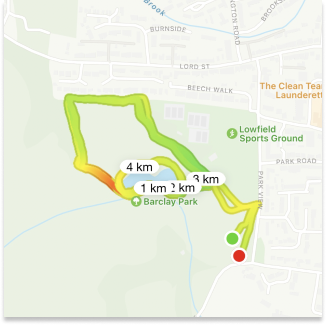 Brook
BURNSIDE
NGTON ROAD
BROOKS
LORD ST
BEECH WALK
The Clean Tea
Launderett
Lowfield
Sports Ground
PARK ROAD
PARK VIEW
4 km
3 km
1 km
2 km
Barclay Park